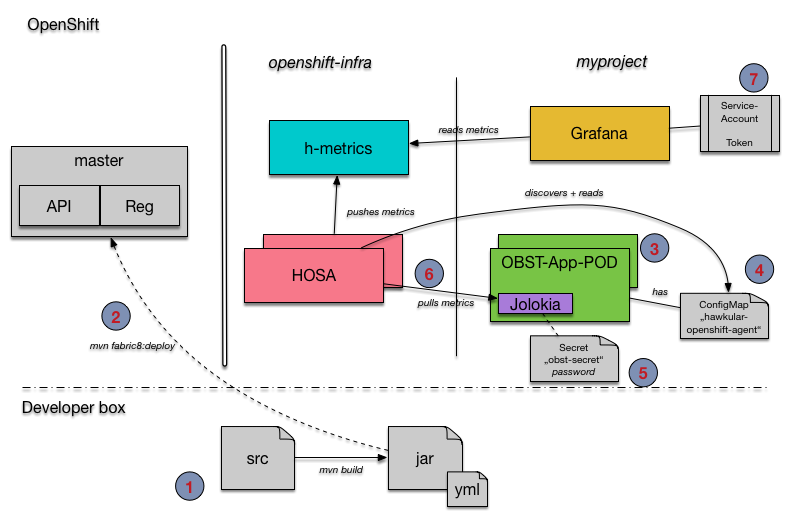 OpenShift
openshift-infra
myproject
7
Service-
Account
Token
reads metrics
Grafana
h-metrics
master
API
Reg
pushes metrics
discovers + reads
HOSA
6
OBST-App-POD
3
4
Jolokia
pulls metrics
has
ConfigMap
„hawkular-
openshift-agent“
2
mvn fabric8:deploy
Secret
„obst-secret“
password
5
Developer box
src
mvn build
jar
yml
1